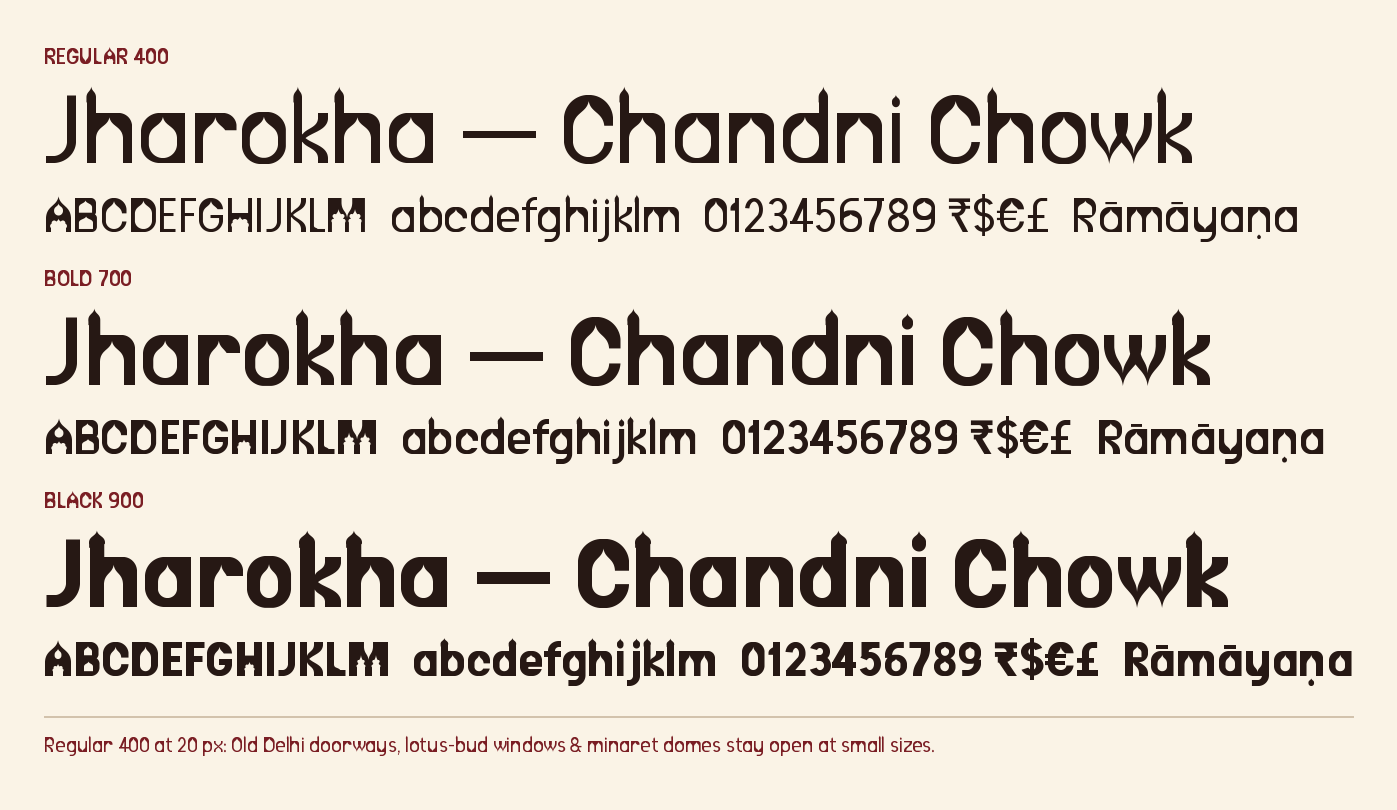 REGULAR 400
Jharokha — Chandni Chowk
ABCDEFGHIJKLM abcdefghijklm 0123456789 ₹$€£ Rāmāyaṇa
BOLD 700
Jharokha — Chandni Chowk
ABCDEFGHIJKLM abcdefghijklm 0123456789 ₹$€£ Rāmāyaṇa
BLACK 900
Jharokha — Chandni Chowk
ABCDEFGHIJKLM abcdefghijklm 0123456789 ₹$€£ Rāmāyaṇa
Regular 400 at 20 px: Old Delhi doorways, lotus-bud windows & minaret domes stay open at small sizes.